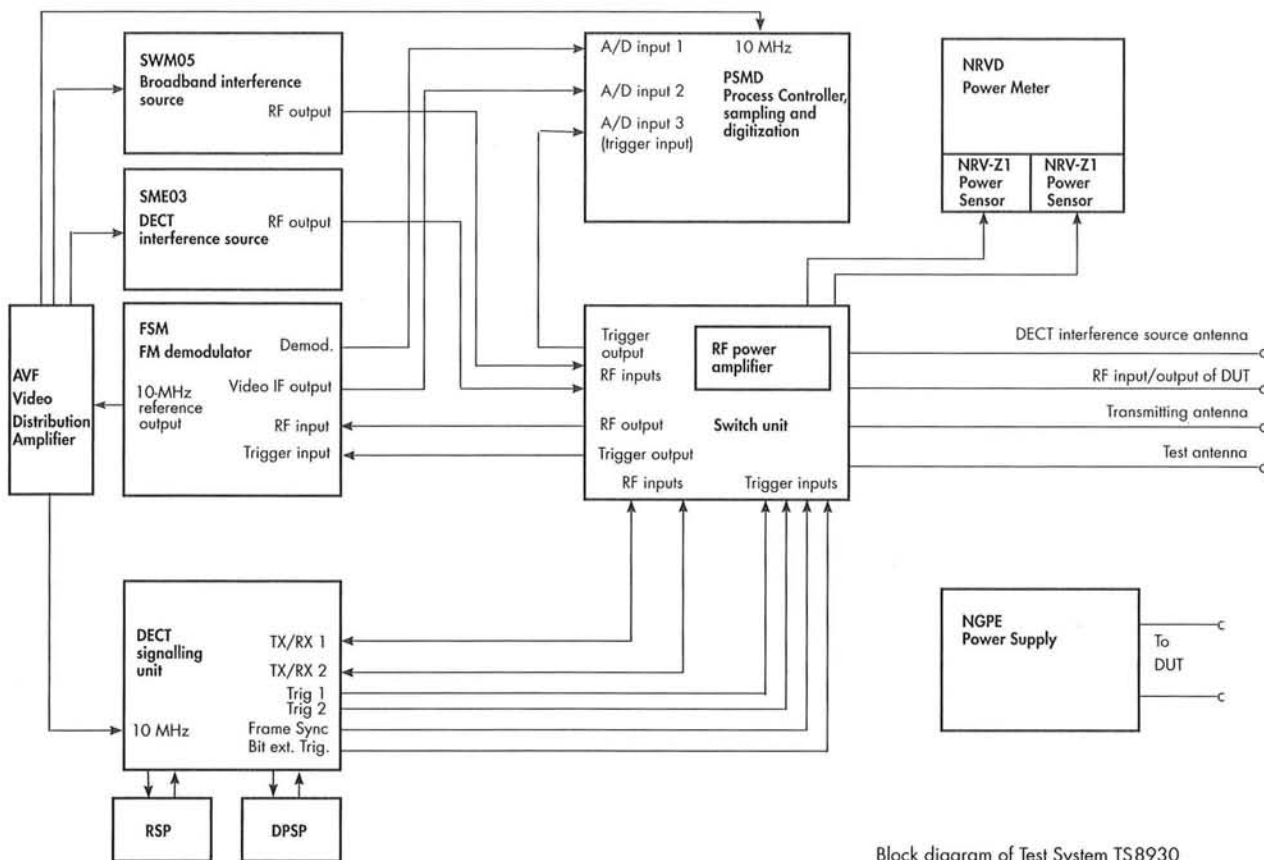 SWM05
Broadband interference
source
RF output
A/D input 1
10 MHz
A/D input 2
PSMD
Process Controller,
sampling and
digitization
A/D input 3
(trigger input)
NRVD
Power Meter
NRV-Z1
Power
Sensor
NRV-Z1
Power
Sensor
SME03
DECT
interference source
RF output
AVF
Video
Distribution
Amplifier
FSM
FM demodulator
10-MHz
reference
output
Demod.
Video IF output
RF input
Trigger input
Trigger
output
RF inputs
RF output
Trigger output
RF inputs
RF power
amplifier
Switch unit
Trigger inputs
DECT interference source antenna
RF input/output of DUT
Transmitting antenna
Test antenna
DECT
signalling
unit
10 MHz
TX/RX 1
TX/RX 2
Trig 1
Trig 2
Frame Sync
Bit ext. Trig.
RSP
DPSP
NGPE
Power Supply
To
DUT
Block diagram of Test System TS8930